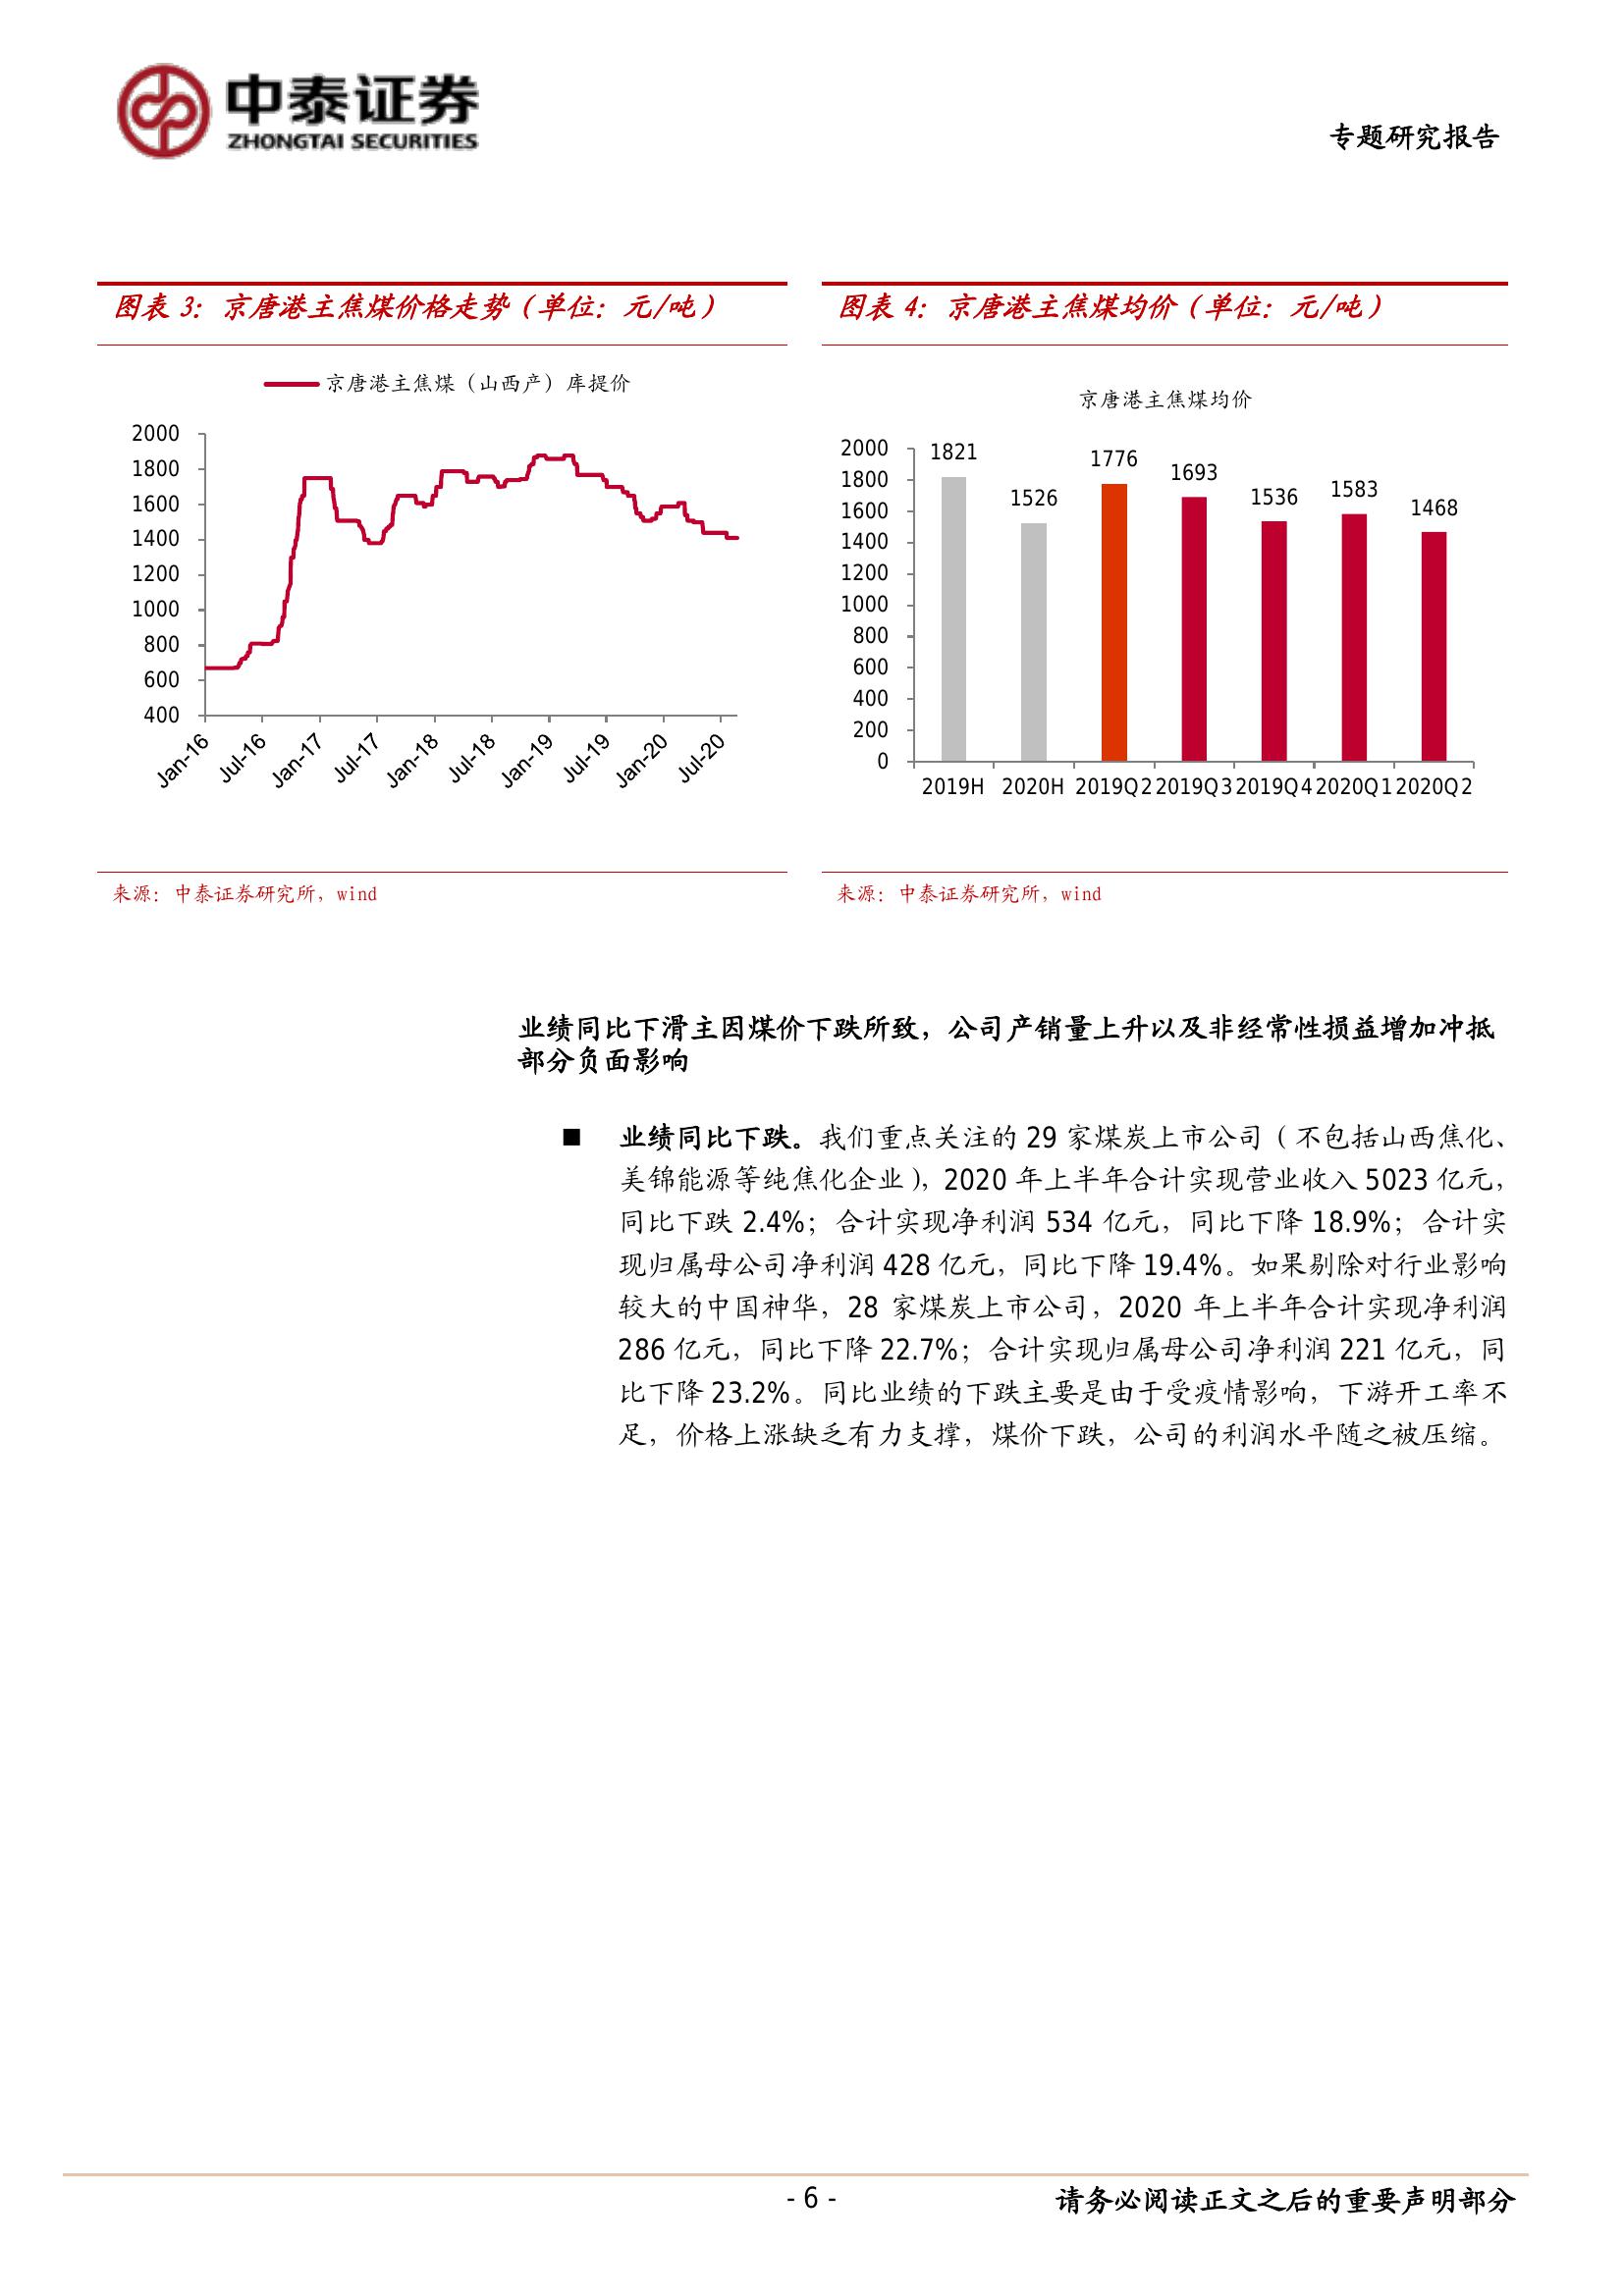 中泰证券
ZHONGTAI SECURITIES
专题研究报告
图表 3：京唐港主焦煤价格走势（单位：元/吨）
京唐港主焦煤（山西产）库提价
2000
1800
1600
1400
1200
1000
800
600
400
Jan-16
Jul-16
Jan-17
Jul-17
Jan-18
Jul-18
Jan-19
Jul-19
Jan-20
Jul-20
来源：中泰证券研究所，wind
图表 4：京唐港主焦煤均价（单位：元/吨）
京唐港主焦煤均价
2000
1800
1600
1400
1200
1000
800
600
400
200
0
1821
1526
1776
1693
1536
1583
1468
2019H
2020H
2019Q2
2019Q3
2019Q4
2020Q1
2020Q2
来源：中泰证券研究所，wind
业绩同比下滑主因煤价下跌所致，公司产销量上升以及非经常性损益增加冲抵
部分负面影响
■ 业绩同比下跌。我们重点关注的 29 家煤炭上市公司（不包括山西焦化、
美锦能源等纯焦化企业），2020 年上半年合计实现营业收入 5023 亿元，
同比下跌 2.4%；合计实现净利润 534 亿元，同比下降 18.9%；合计实
现归属母公司净利润 428 亿元，同比下降 19.4%。如果剔除对行业影响
较大的中国神华，28 家煤炭上市公司，2020 年上半年合计实现净利润
286 亿元，同比下降 22.7%；合计实现归属母公司净利润 221 亿元，同
比下降 23.2%。同比业绩的下跌主要是由于受疫情影响，下游开工率不
足，价格上涨缺乏有力支撑，煤价下跌，公司的利润水平随之被压缩。
- 6 -
请务必阅读正文之后的重要声明部分